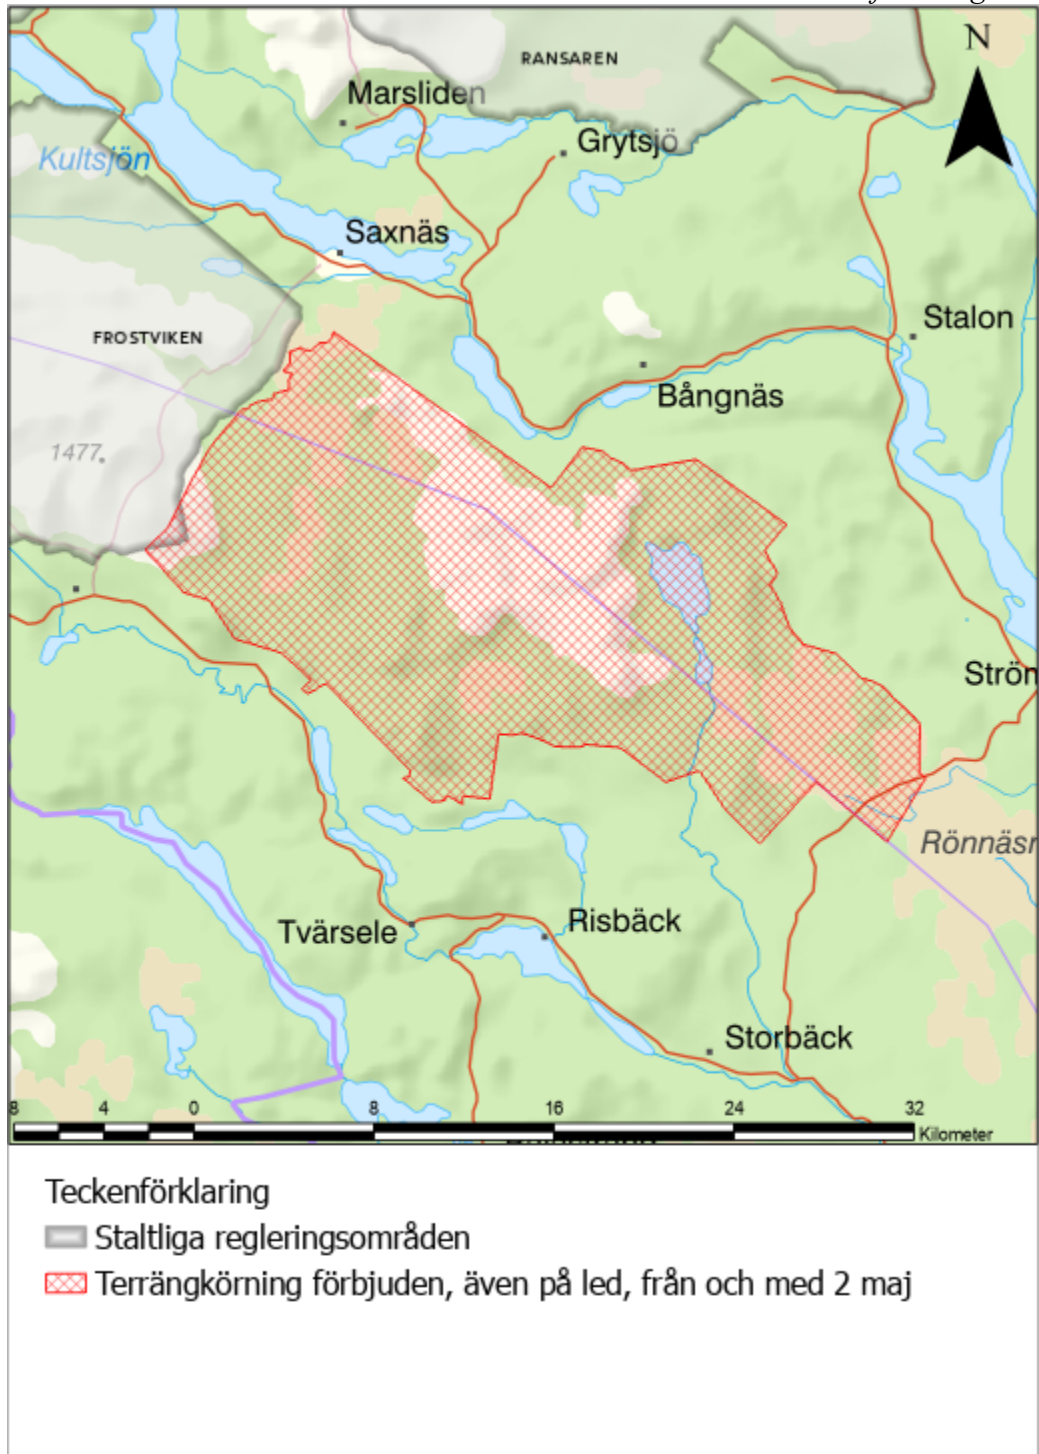 N
RANSAREN
Marsliden
Grytsjö
Kultsjön
Saxnäs
Stalon
FROSTVIKEN
Bångnäs
1477
Strön
Rönnäsr
Risbäck
Tvärsele
Storbäck
8 4 0 8 16 24 32
Kilometer
Teckenförklaring
Staltliga regleringsområden
Terrängkörning förbjuden, även på led, från och med 2 maj